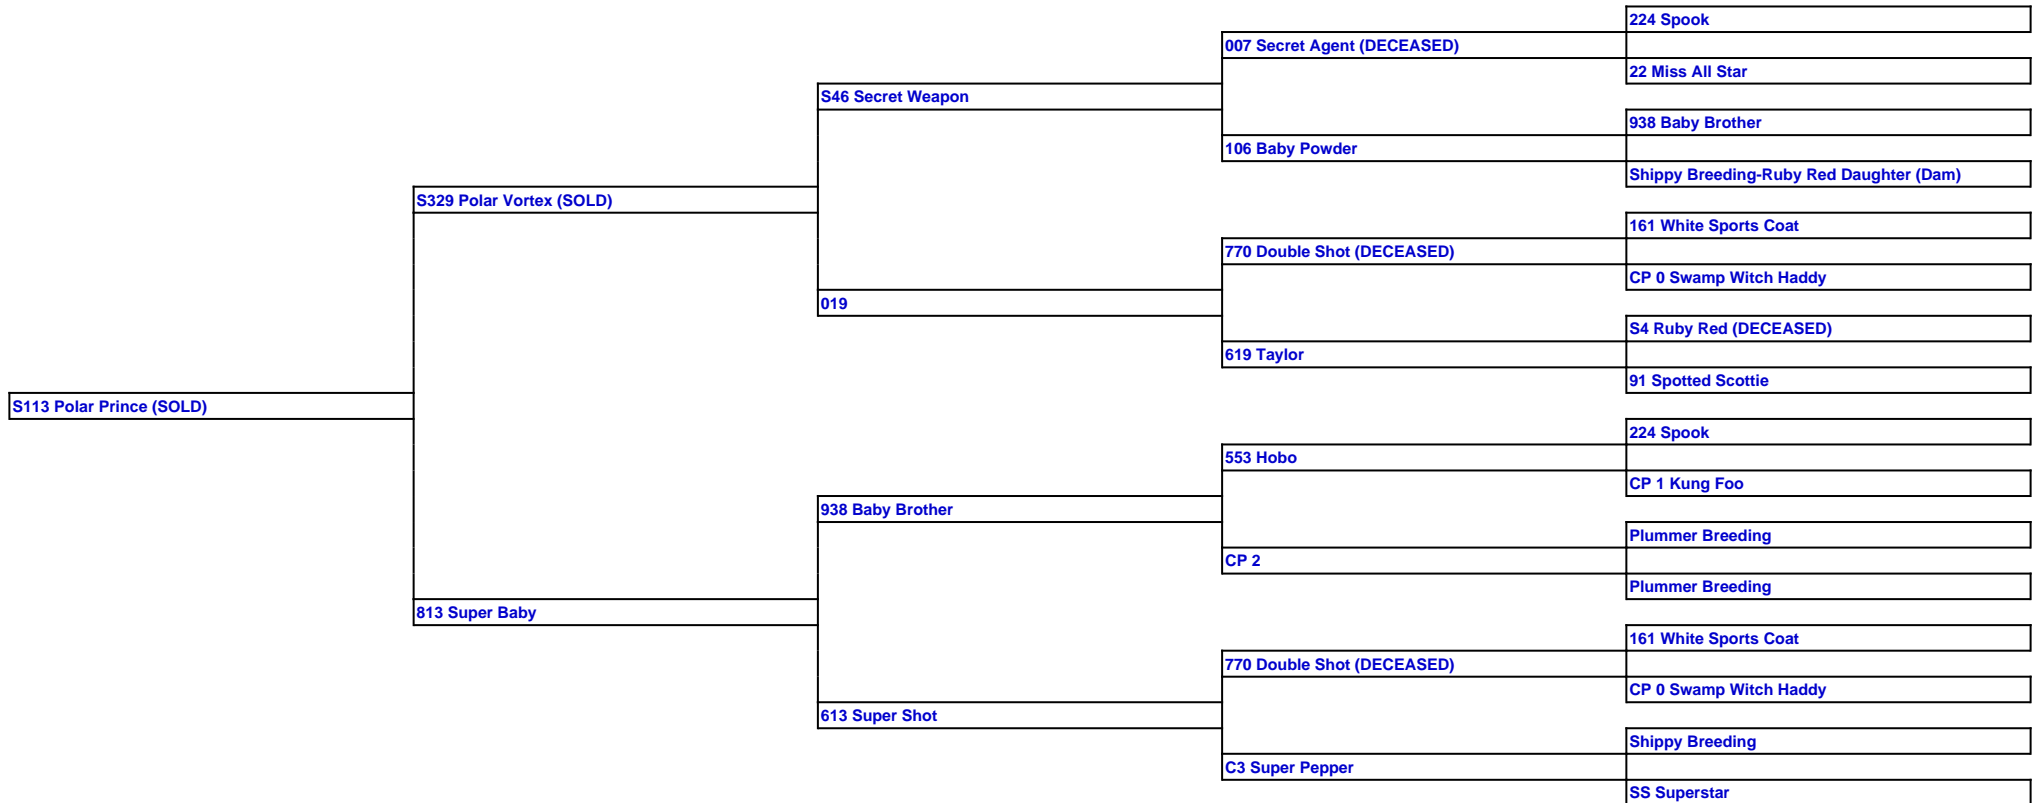 224 Spook
007 Secret Agent (DECEASED)
22 Miss All Star
S46 Secret Weapon
938 Baby Brother
106 Baby Powder
Shippy Breeding-Ruby Red Daughter (Dam)
S329 Polar Vortex (SOLD)
161 White Sports Coat
770 Double Shot (DECEASED)
CP 0 Swamp Witch Haddy
019
S4 Ruby Red (DECEASED)
619 Taylor
91 Spotted Scottie
S113 Polar Prince (SOLD)
224 Spook
553 Hobo
CP 1 Kung Foo
938 Baby Brother
Plummer Breeding
CP 2
Plummer Breeding
813 Super Baby
161 White Sports Coat
770 Double Shot (DECEASED)
CP 0 Swamp Witch Haddy
613 Super Shot
Shippy Breeding
C3 Super Pepper
SS Superstar